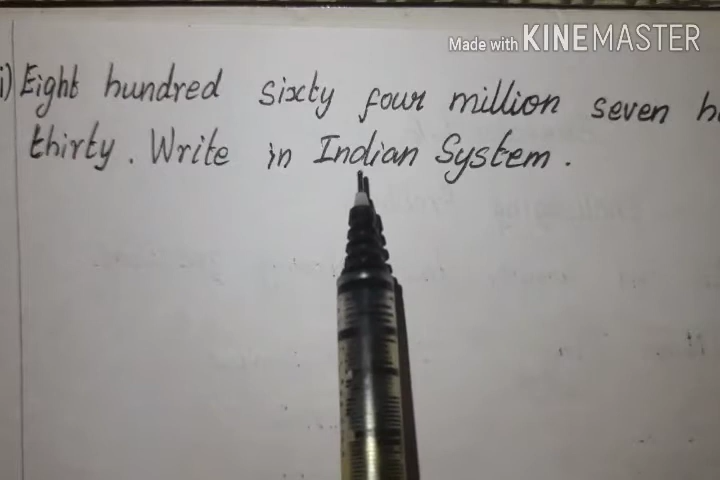 Made with KINEMASTER
i) Eight hundred sixty four million seven
thirty. Write in Indian System.